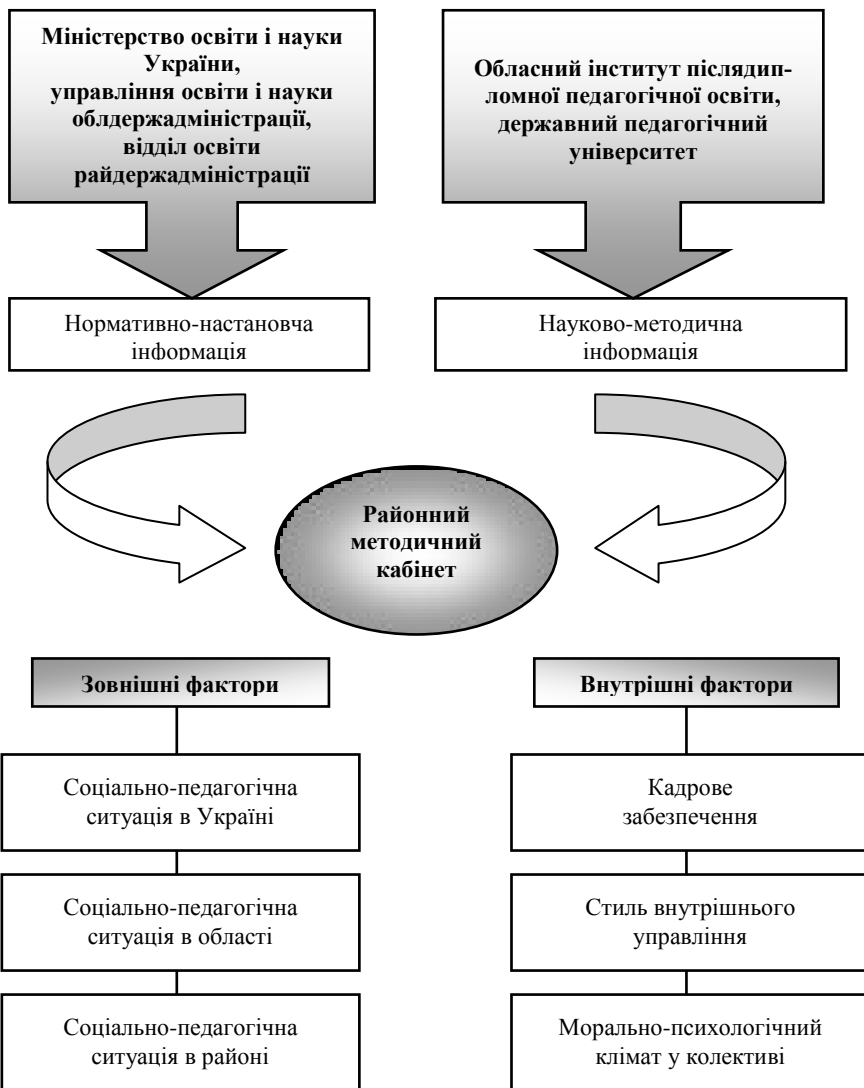 Міністерство освіти і науки
України,
управління освіти і науки
облдержадміністрації,
відділ освіти
райдержадміністрації
Обласний інститут післядип-
ломної педагогічної освіти,
державний педагогічний
університет
Нормативно-настановча
інформація
Науково-методична
інформація
Районний
методичний
кабінет
Зовнішні фактори
Соціально-педагогічна
ситуація в Україні
Соціально-педагогічна
ситуація в області
Соціально-педагогічна
ситуація в районі
Внутрішні фактори
Кадрове
забезпечення
Стиль внутрішнього
управління
Морально-психологічний
клімат у колективі